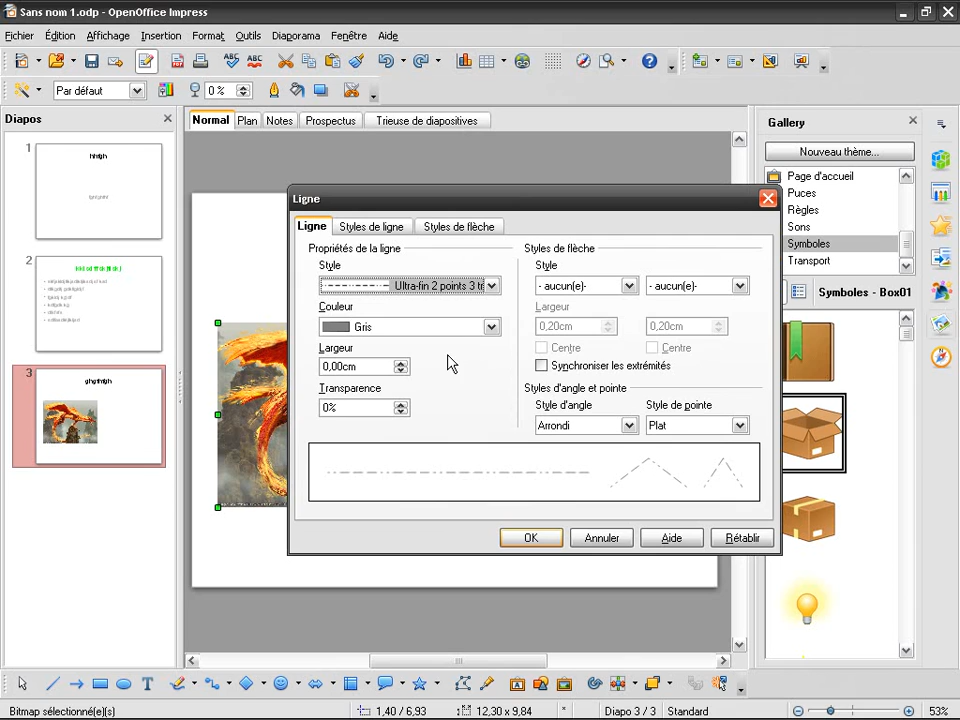 Sans nom 1.odp - OpenOffice Impress
Fichier Édition Affichage Insertion Format Outils Diaporama Fenêtre Aide
Par défaut
0 %
Diapos
Normal Plan Notes Prospectus Trieuse de diapositives
Gallery
Nouveau thème...
Page d'accueil
Puces
Règles
Sons
Symboles
Transport
Symboles - Box01
1
2
3
Ligne
Ligne Styles de ligne Styles de flèche
Propriétés de la ligne
Style
Ultra-fin 2 points 3 te
Couleur
Gris
Largeur
0,00cm
Transparence
0%
Styles de flèche
Style
- aucun(e)- - aucun(e)-
Largeur
0,20cm 0,20cm
Centre Centre
Synchroniser les extrémités
Styles d'angle et pointe
Style d'angle Style de pointe
Arrondi Plat
OK Annuler Aide Rétablir
Bitmap sélectionné(e)(s) 1,40 / 6,93 12,30 x 9,84 * Diapo 3 / 3 Standard 53%